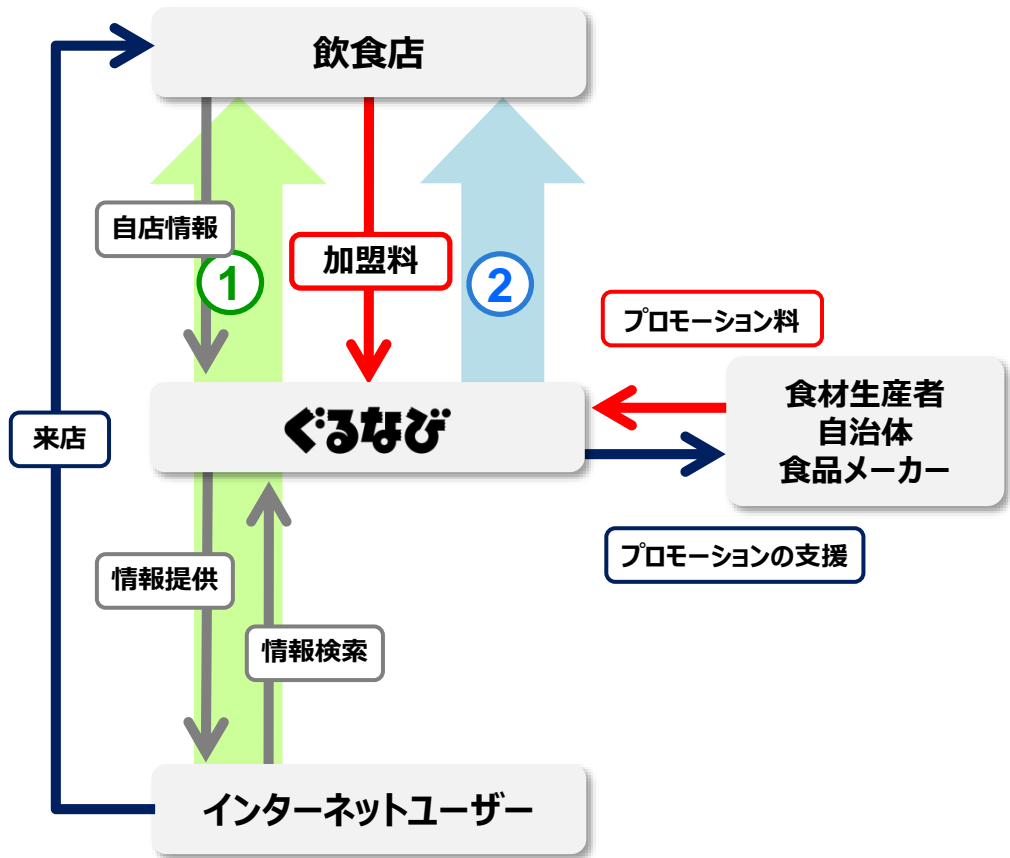 飲食店
自店情報
加盟料
1
2
プロモーション料
ぐるなび
食材生産者
自治体
食品メーカー
来店
プロモーションの支援
情報提供
情報検索
インターネットユーザー